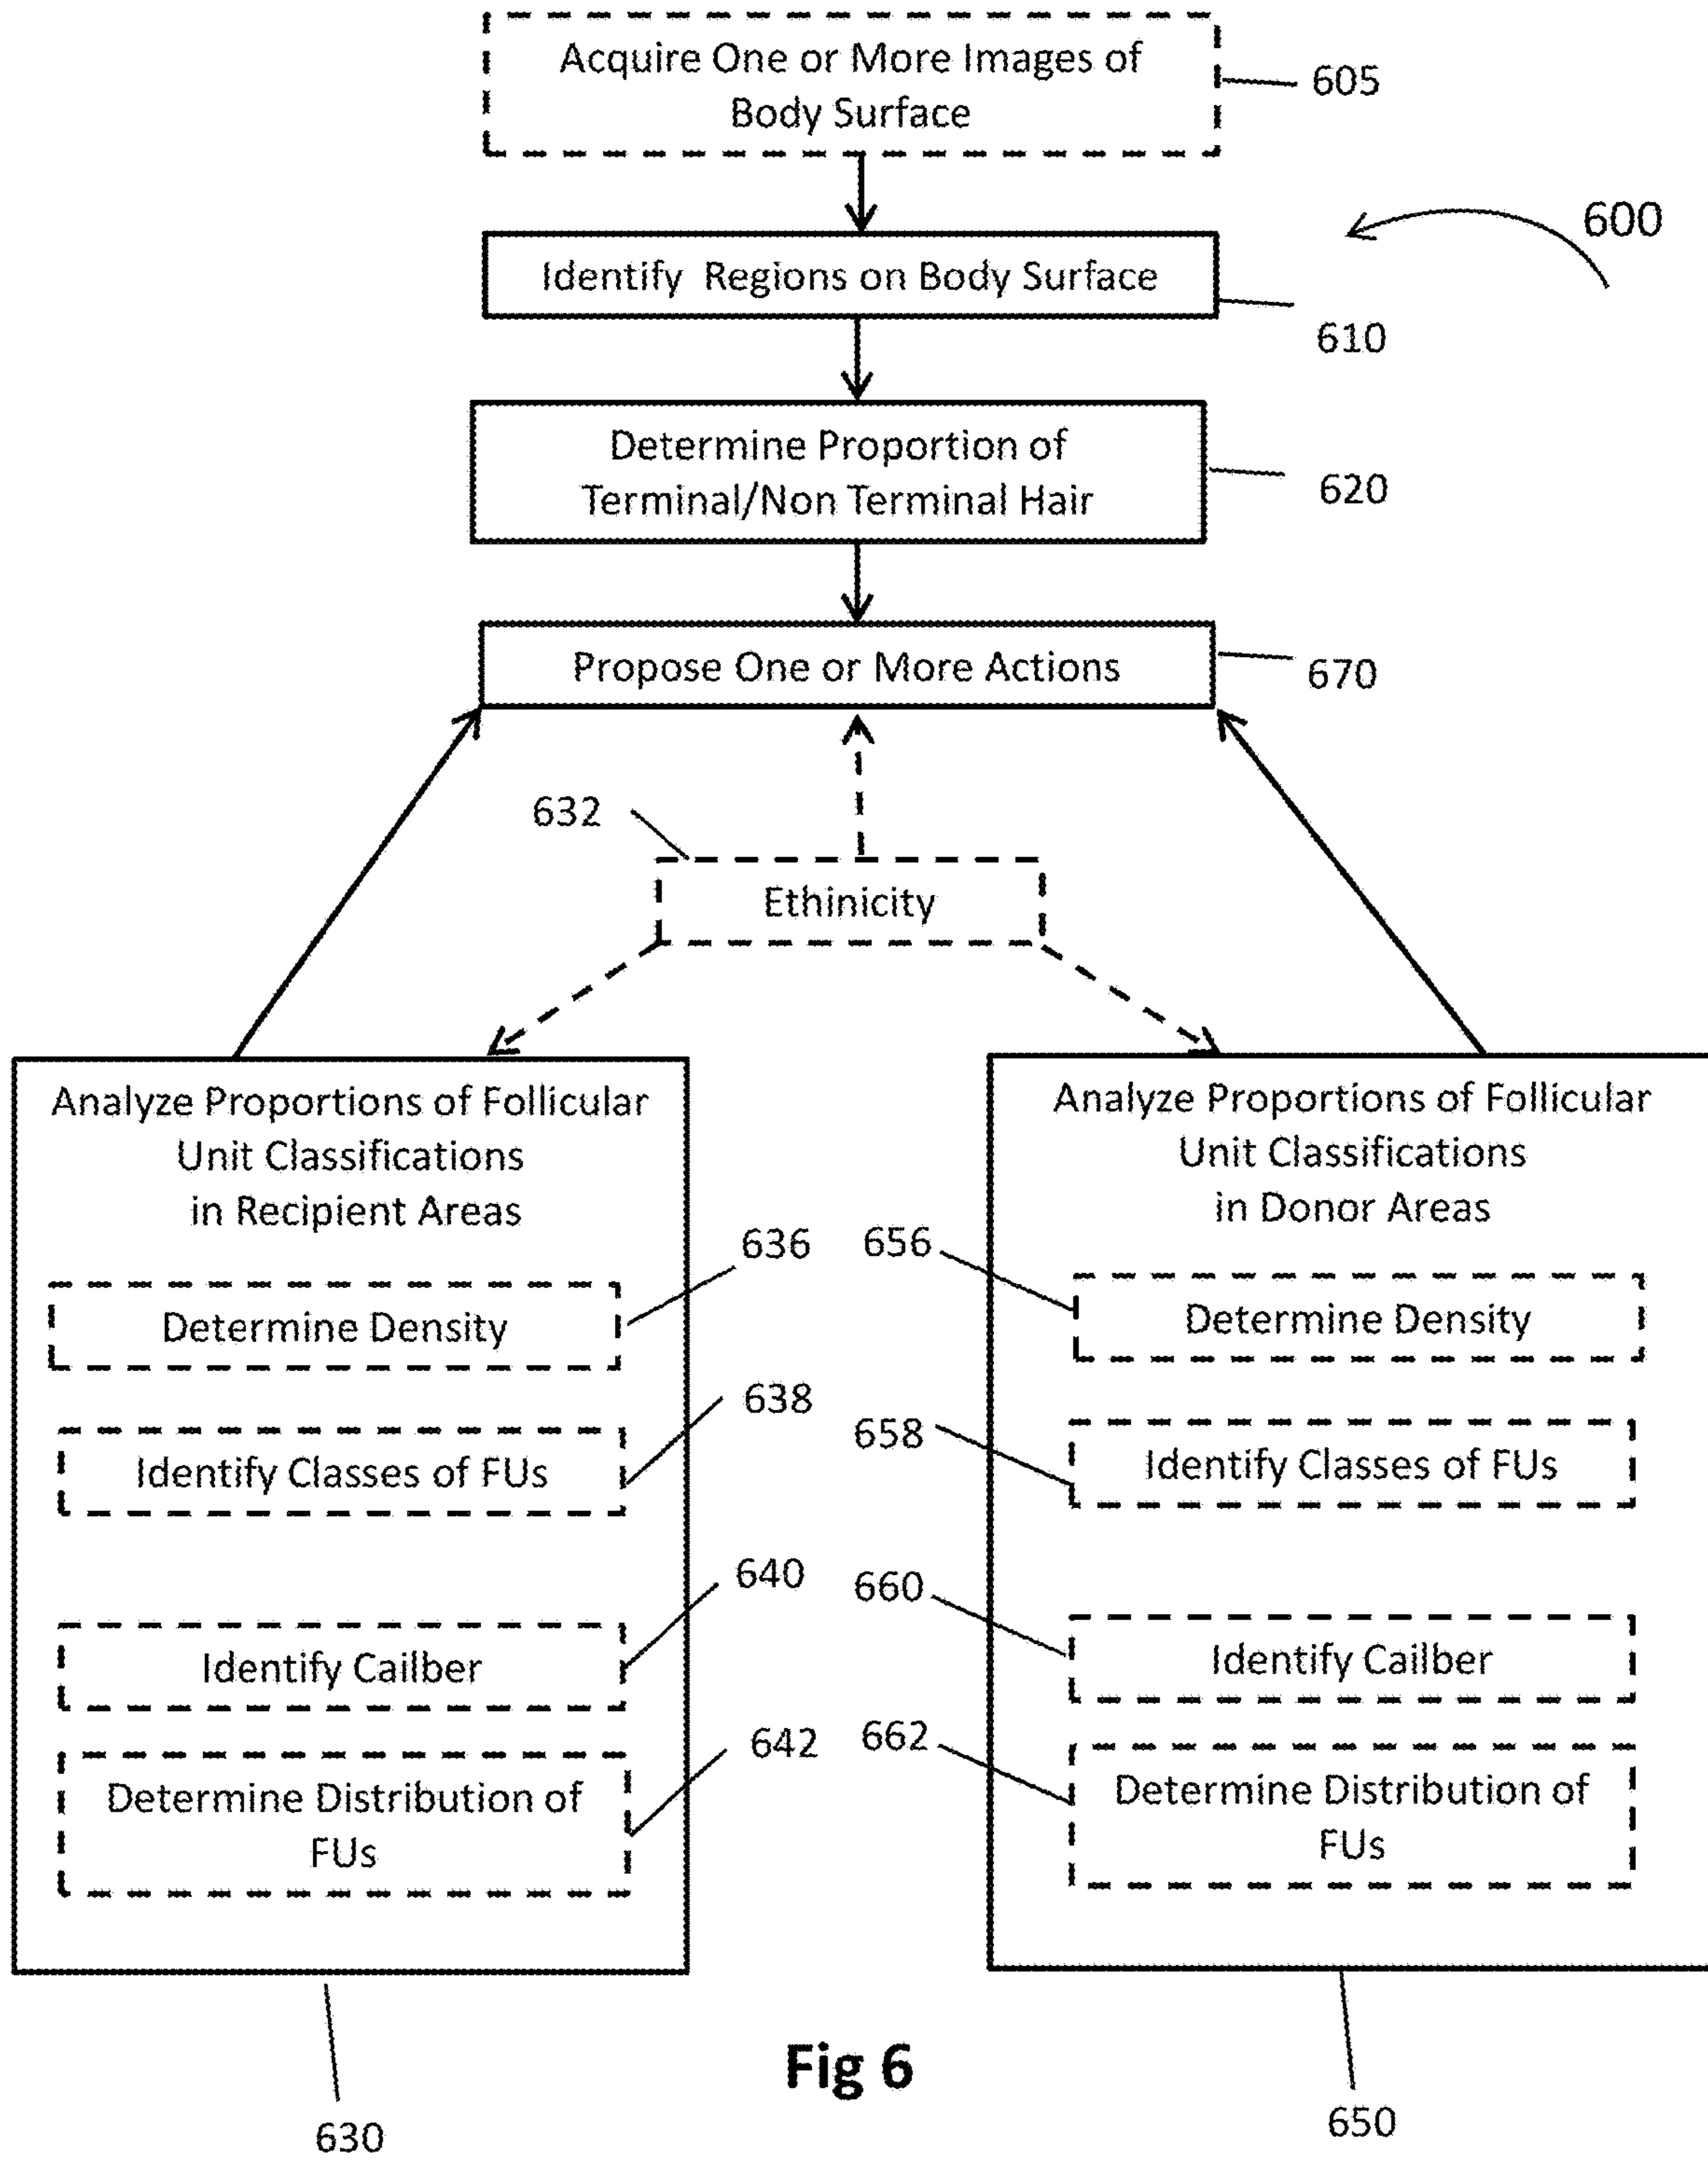 Acquire One or More Images of
Body Surface
605
600
Identify Regions on Body Surface
610
Determine Proportion of
Terminal/Non Terminal Hair
620
Propose One or More Actions
670
632
Ethinicity
Analyze Proportions of Follicular
Unit Classifications
in Recipient Areas
636
Determine Density
638
Identify Classes of FUs
640
Identify Cailber
642
Determine Distribution of
FUs
630
Analyze Proportions of Follicular
Unit Classifications
in Donor Areas
656
Determine Density
658
Identify Classes of FUs
660
Identify Cailber
662
Determine Distribution of
FUs
650
Fig 6